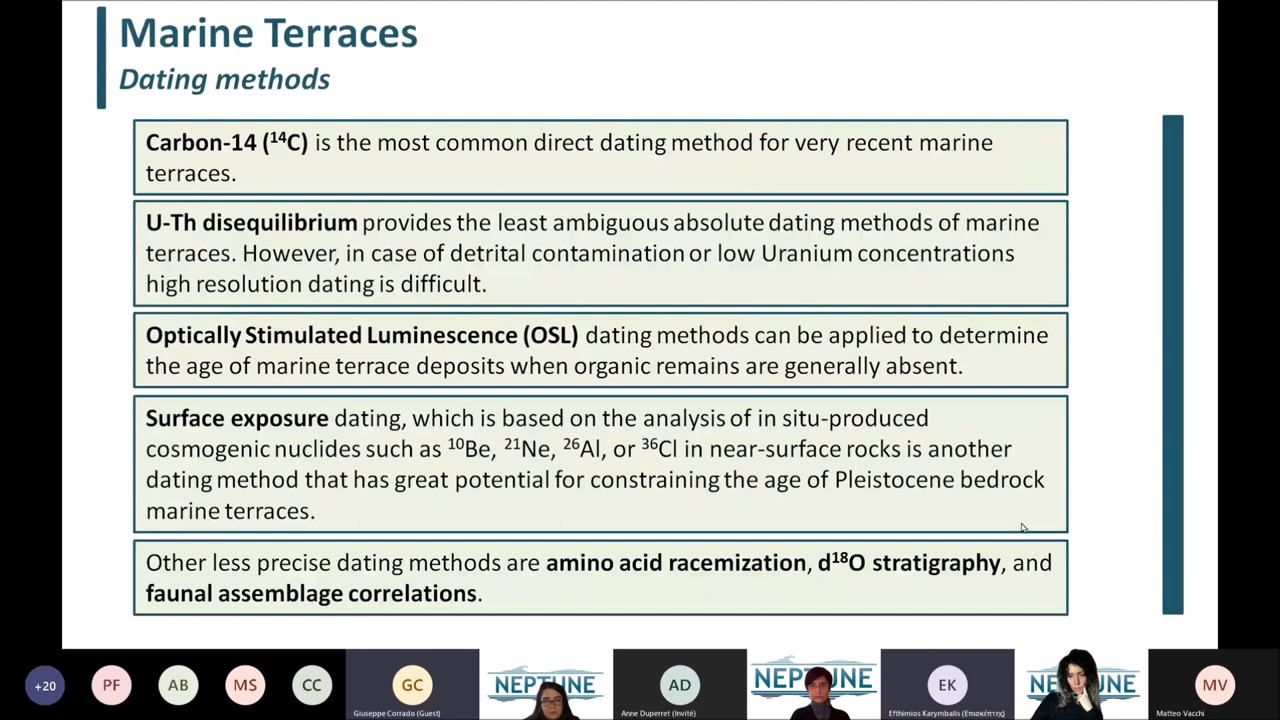 Marine Terraces
Dating methods
Carbon-14 (¹⁴C) is the most common direct dating method for very recent marine
terraces.
U-Th disequilibrium provides the least ambiguous absolute dating methods of marine
terraces. However, in case of detrital contamination or low Uranium concentrations
high resolution dating is difficult.
Optically Stimulated Luminescence (OSL) dating methods can be applied to determine
the age of marine terrace deposits when organic remains are generally absent.
Surface exposure dating, which is based on the analysis of in situ-produced
cosmogenic nuclides such as ¹⁰Be, ²¹Ne, ²⁶Al, or ³⁶Cl in near-surface rocks is another
dating method that has great potential for constraining the age of Pleistocene bedrock
marine terraces.
Other less precise dating methods are amino acid racemization, d¹⁸O stratigraphy, and
faunal assemblage correlations.
+20 PF AB MS CC GC NEPTUNE AD NEPTUNE EK NEPTUNE MV
Giuseppe Corrado (Guest) Anne Duperret (Invité) Efthimios Karymbalis (Επισκέπτης) Matteo Vacchi